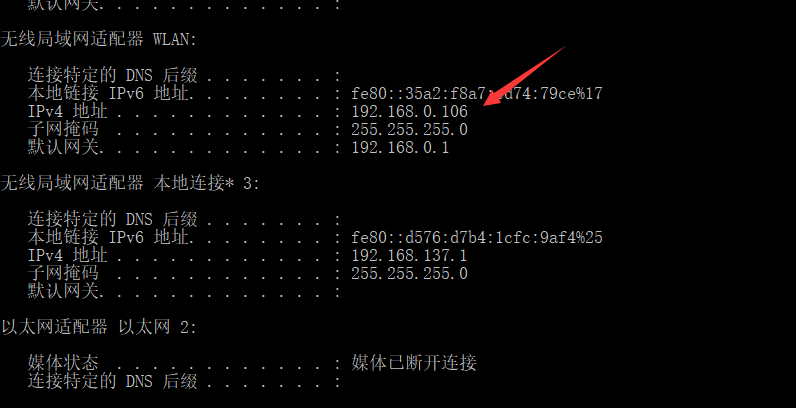 默认网关. . . . . . . . . . . . . :
无线局域网适配器 WLAN:
连接特定的 DNS 后缀 . . . . . . . :
本地链接 IPv6 地址. . . . . . . . : fe80::35a2:f8a7: d74:79ce%17
IPv4 地址 . . . . . . . . . . . . : 192.168.0.106
子网掩码  . . . . . . . . . . . . : 255.255.255.0
默认网关. . . . . . . . . . . . . : 192.168.0.1
无线局域网适配器 本地连接* 3:
连接特定的 DNS 后缀 . . . . . . . :
本地链接 IPv6 地址. . . . . . . . : fe80::d576:d7b4:1cfc:9af4%25
IPv4 地址 . . . . . . . . . . . . : 192.168.137.1
子网掩码  . . . . . . . . . . . . : 255.255.255.0
默认网关. . . . . . . . . . . . . :
以太网适配器 以太网 2:
媒体状态  . . . . . . . . . . . . : 媒体已断开连接
连接特定的 DNS 后缀 . . . . . . . :